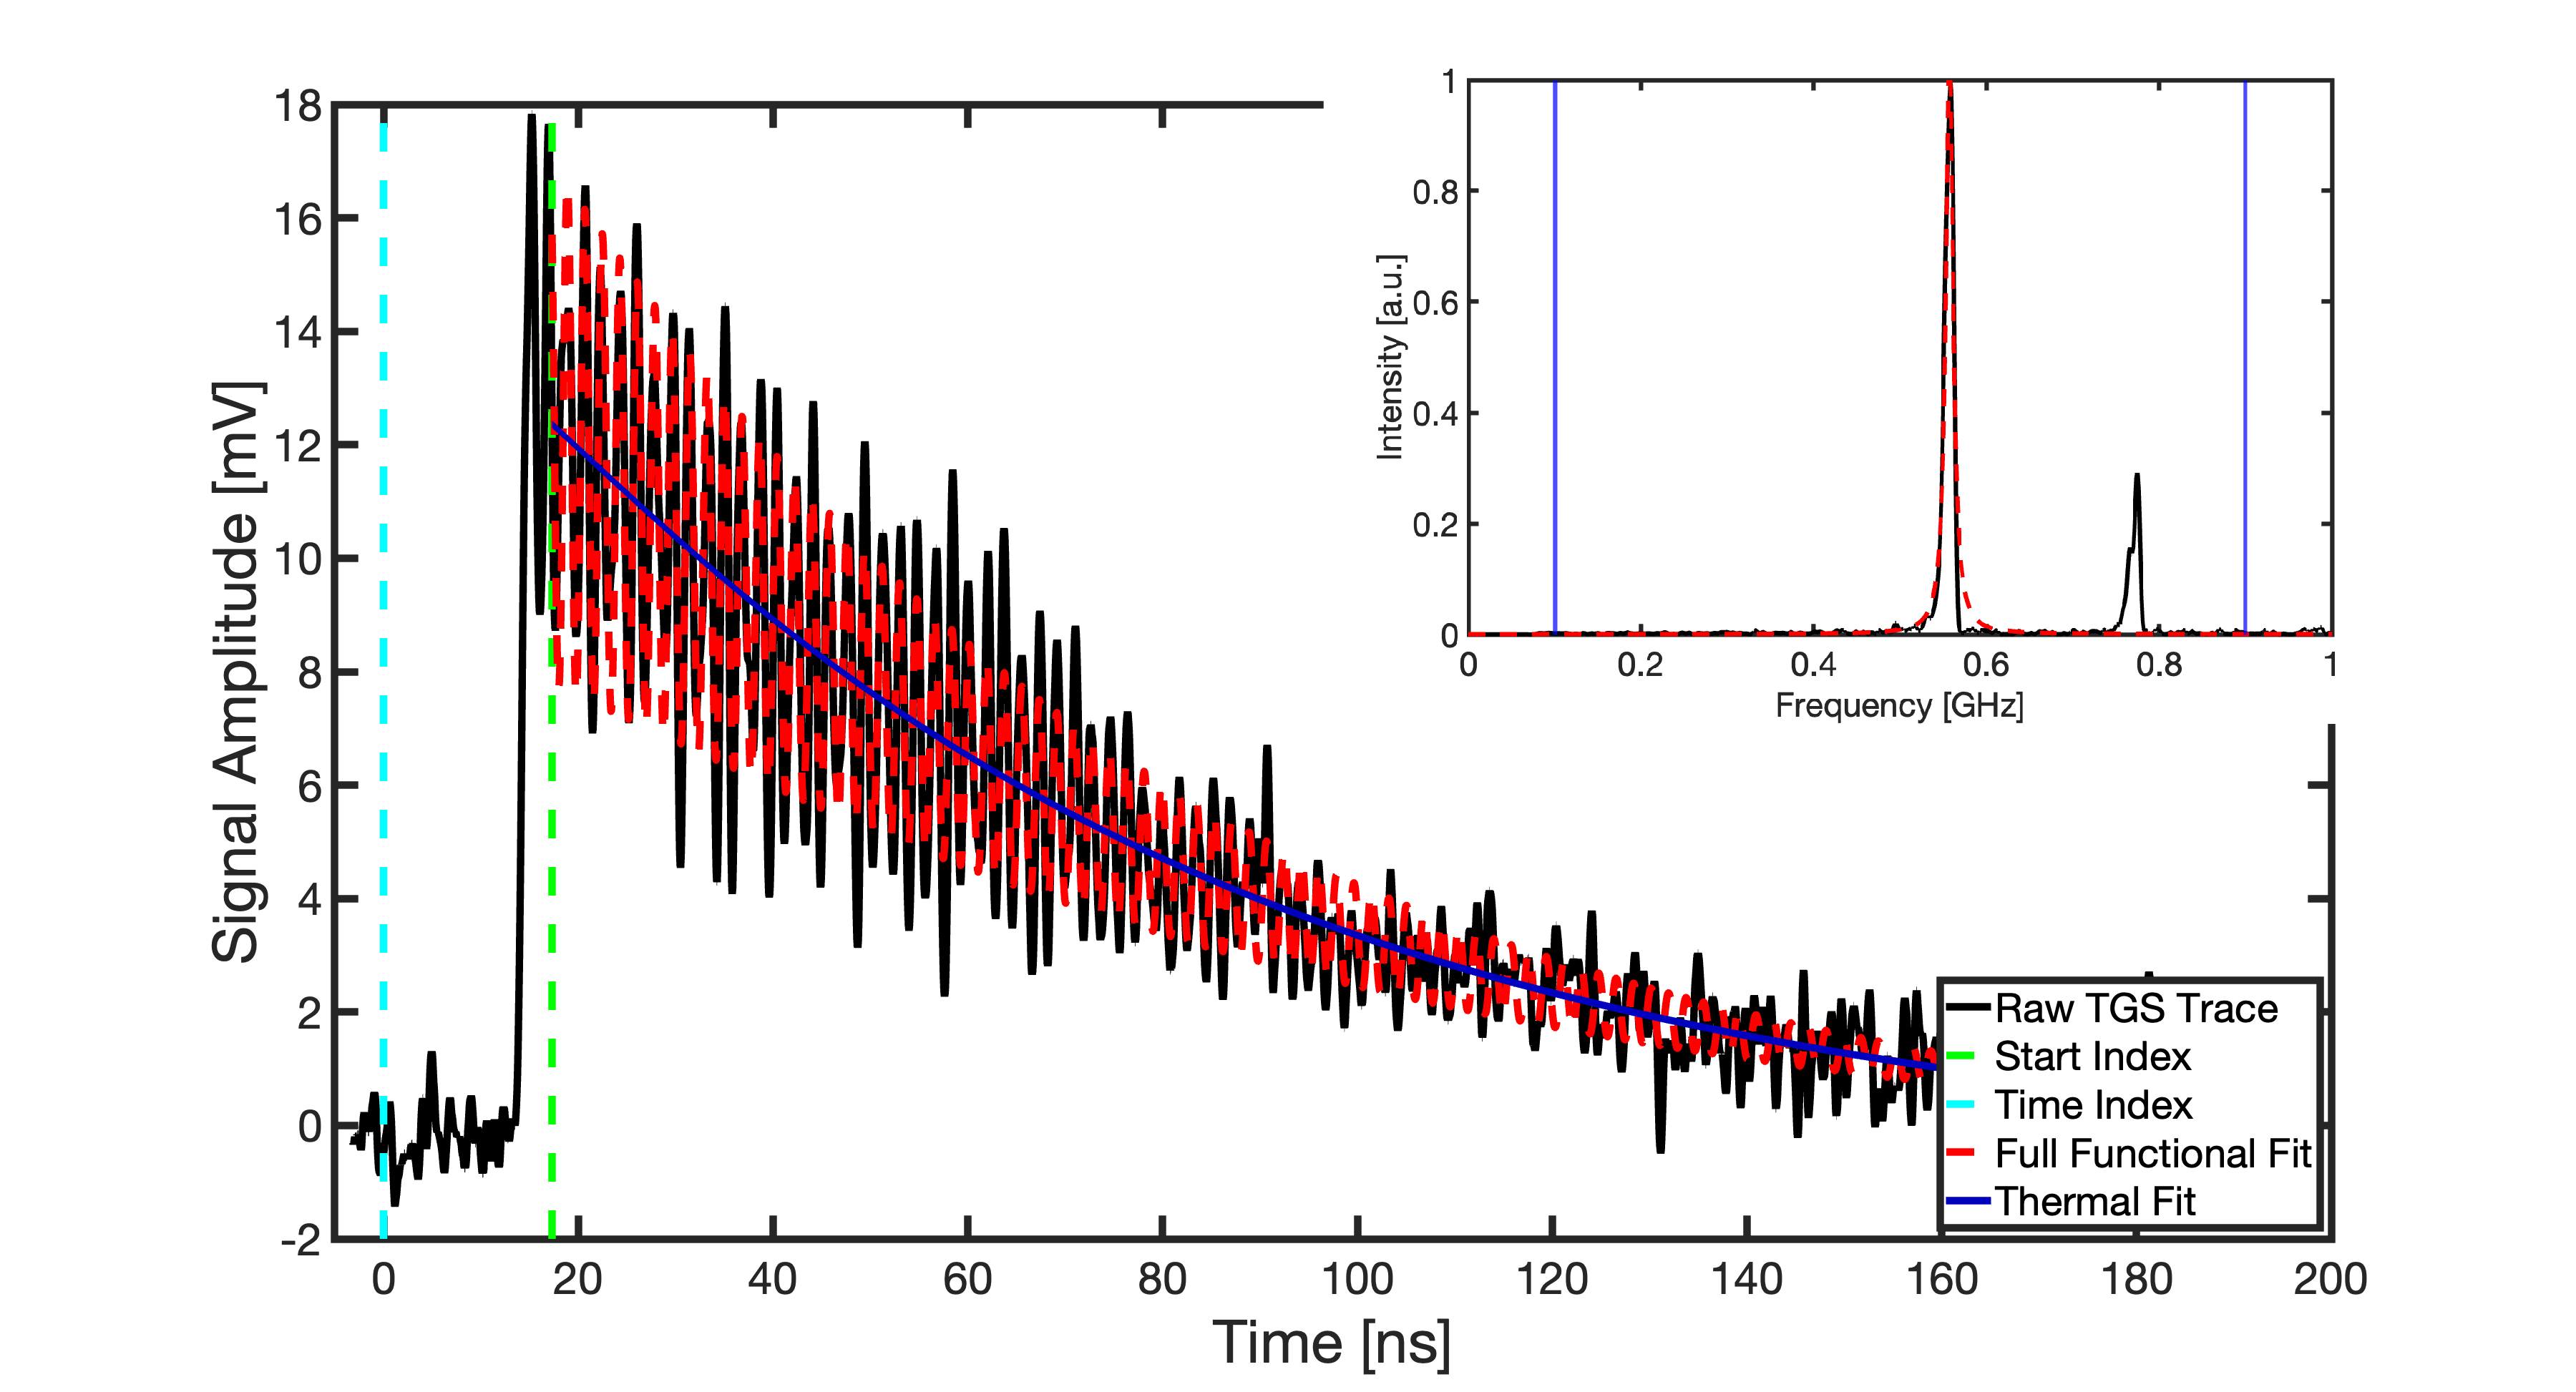 18
16
14
12
10
8
6
4
2
0
-2
Signal Amplitude [mV]
0 20 40 60 80 100 120 140 160 180 200
Time [ns]
1
0.8
0.6
0.4
0.2
0
Intensity [a.u.]
0 0.2 0.4 0.6 0.8 1
Frequency [GHz]
Raw TGS Trace
Start Index
Time Index
Full Functional Fit
Thermal Fit